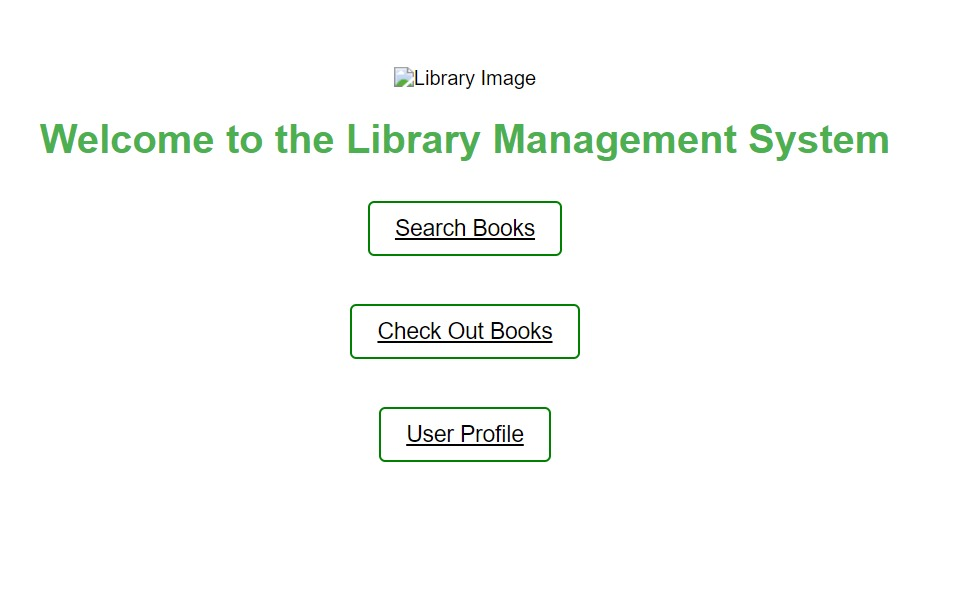 Library Image
Welcome to the Library Management System
Search Books
Check Out Books
User Profile